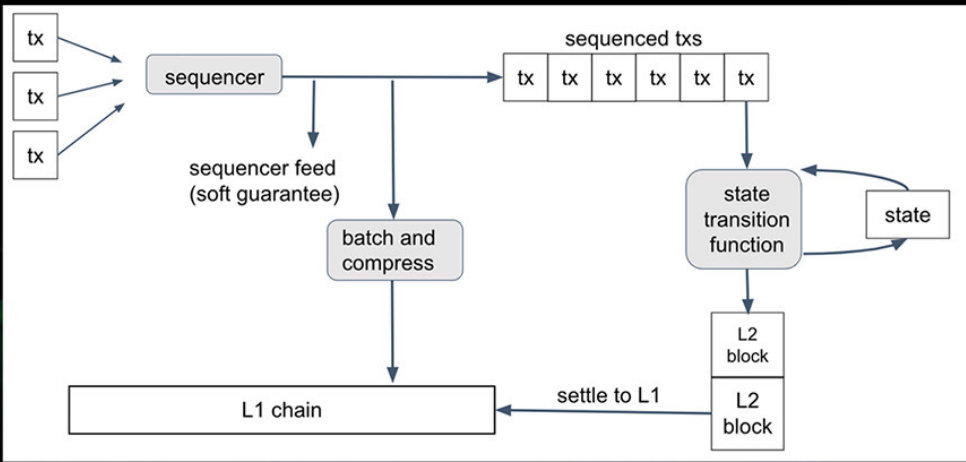 tx
tx
tx
sequencer
sequencer feed
(soft guarantee)
batch and
compress
sequenced txs
tx tx tx tx tx tx
state
transition
function
state
L2
block
L2
block
settle to L1
L1 chain